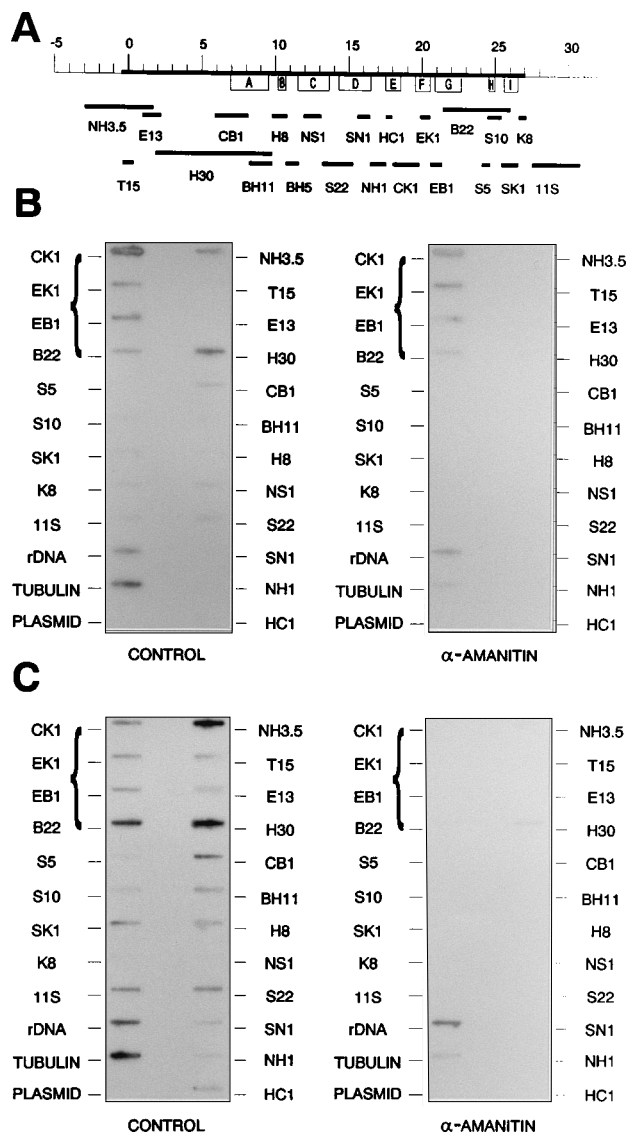 A
-5 0 5 10 15 20 25 30
A B C D E F G H I
NH3.5 E13 CB1 H8 NS1 SN1 HC1 EK1 B22 S10 K8
T15 H30 BH11 BH5 S22 NH1 CK1 EB1 S5 SK1 11S
B
CK1 NH3.5 CK1 NH3.5
EK1 T15 EK1 T15
EB1 E13 EB1 E13
B22 H30 B22 H30
S5 CB1 S5 CB1
S10 BH11 S10 BH11
SK1 H8 SK1 H8
K8 NS1 K8 NS1
11S S22 11S S22
rDNA SN1 rDNA SN1
TUBULIN NH1 TUBULIN NH1
PLASMID HC1 PLASMID HC1
CONTROL α-AMANITIN
C
CK1 NH3.5 CK1 NH3.5
EK1 T15 EK1 T15
EB1 E13 EB1 E13
B22 H30 B22 H30
S5 CB1 S5 CB1
S10 BH11 S10 BH11
SK1 H8 SK1 H8
K8 NS1 K8 NS1
11S S22 11S S22
rDNA SN1 rDNA SN1
TUBULIN NH1 TUBULIN NH1
PLASMID HC1 PLASMID HC1
CONTROL α-AMANITIN